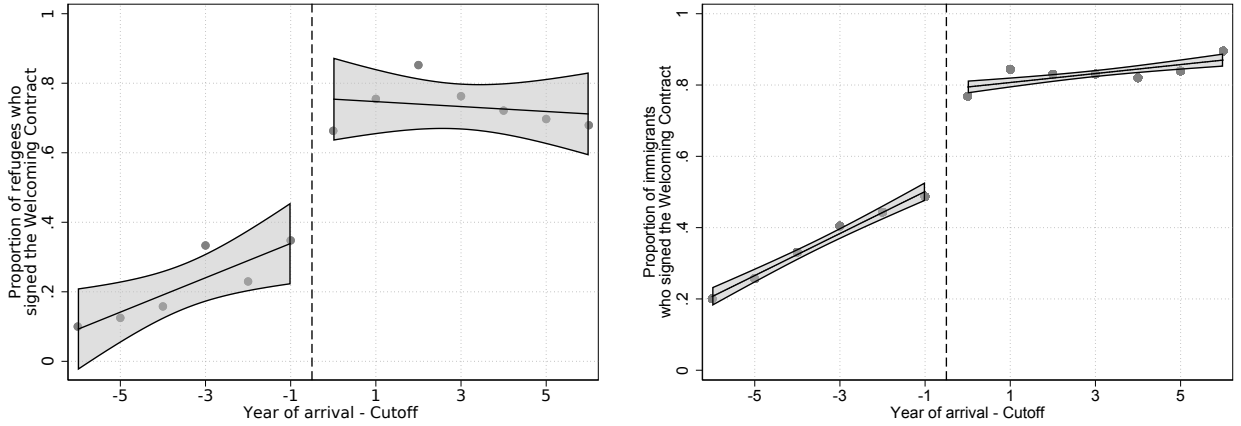 Proportion of refugees who
signed the Welcoming Contract
1
.8
.6
.4
.2
0
-5 -3 -1 1 3 5
Year of arrival - Cutoff
Proportion of immigrants
who signed the Welcoming Contract
1
.8
.6
.4
.2
0
-5 -3 -1 1 3 5
Year of arrival - Cutoff